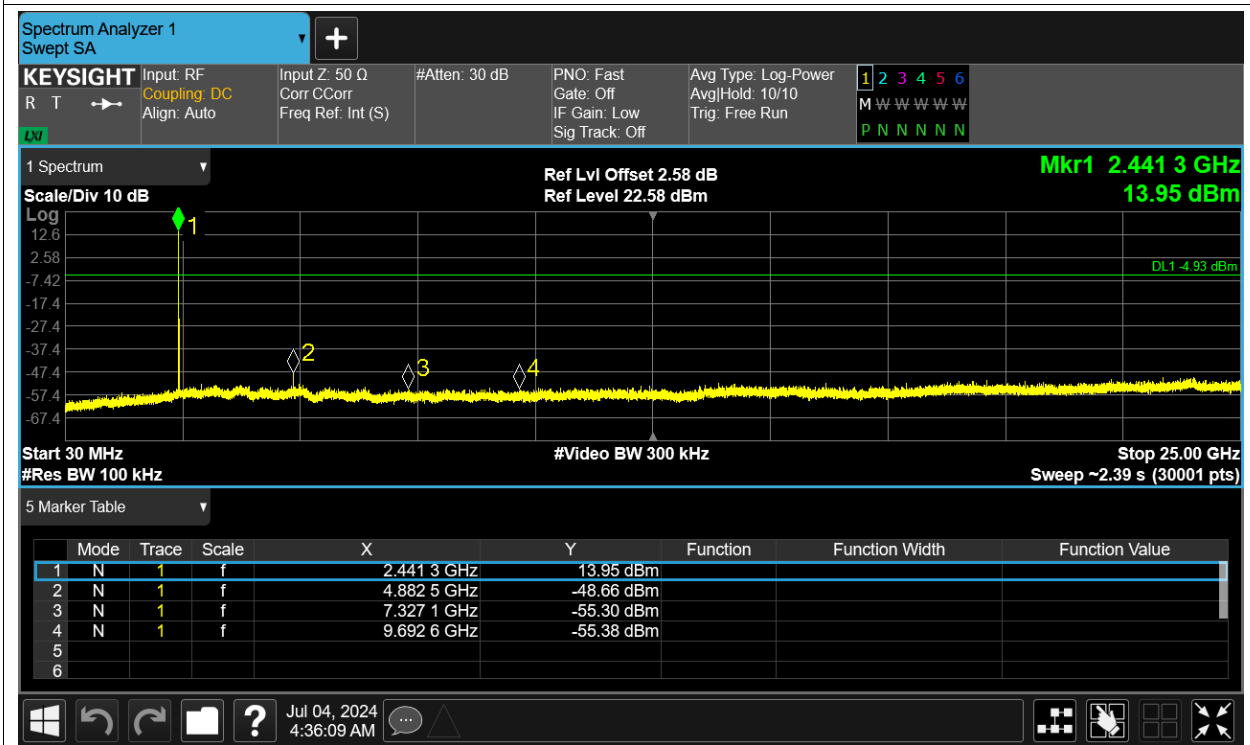 Spectrum Analyzer 1
Swept SA
KEYSIGHT
R T
LXI
Input: RF
Coupling: DC
Align: Auto
Input Z: 50 Ω
Corr CCorr
Freq Ref: Int (S)
#Atten: 30 dB
PNO: Fast
Gate: Off
IF Gain: Low
Sig Track: Off
Avg Type: Log-Power
Avg|Hold: 10/10
Trig: Free Run
1 2 3 4 5 6
M W W W W W
P N N N N N
1 Spectrum
Scale/Div 10 dB
Ref Lvl Offset 2.58 dB
Ref Level 22.58 dBm
Mkr1 2.441 3 GHz
13.95 dBm
Log
12.6
2.58
-7.42
-17.4
-27.4
-37.4
-47.4
-57.4
-67.4
1
2
3
4
DL1 -4.93 dBm
Start 30 MHz
#Video BW 300 kHz
Stop 25.00 GHz
#Res BW 100 kHz
Sweep ~2.39 s (30001 pts)
5 Marker Table
Mode Trace Scale X Y Function Function Width Function Value
1 N 1 f 2.441 3 GHz 13.95 dBm
2 N 1 f 4.882 5 GHz -48.66 dBm
3 N 1 f 7.327 1 GHz -55.30 dBm
4 N 1 f 9.692 6 GHz -55.38 dBm
5
6
?
Jul 04, 2024
4:36:09 AM